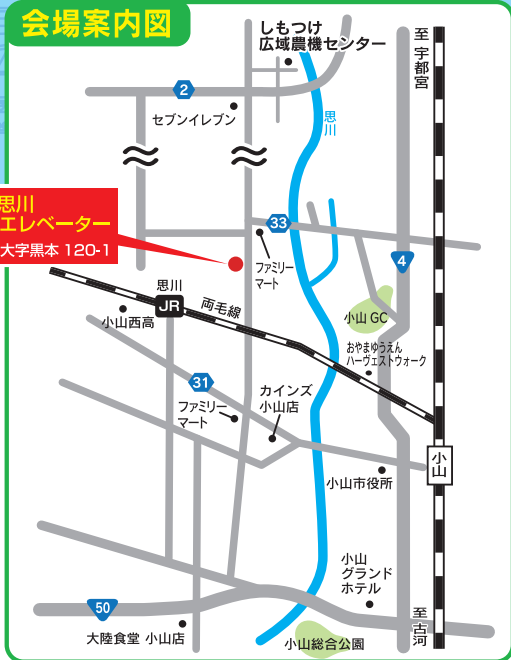 会場案内図
しもつけ
広域農機センター
至
宇都宮
2
セブンイレブン
思川
思川
エレベーター
大字黒本 120-1
33
ファミリー
マート
4
思川
JR
両毛線
小山西高
小山 GC
おやまゆうえん
ハーヴェストウォーク
31
カインズ
小山店
ファミリー
マート
小山
小山市役所
小山
グランド
ホテル
50
大陸食堂 小山店
小山総合公園
至
古河